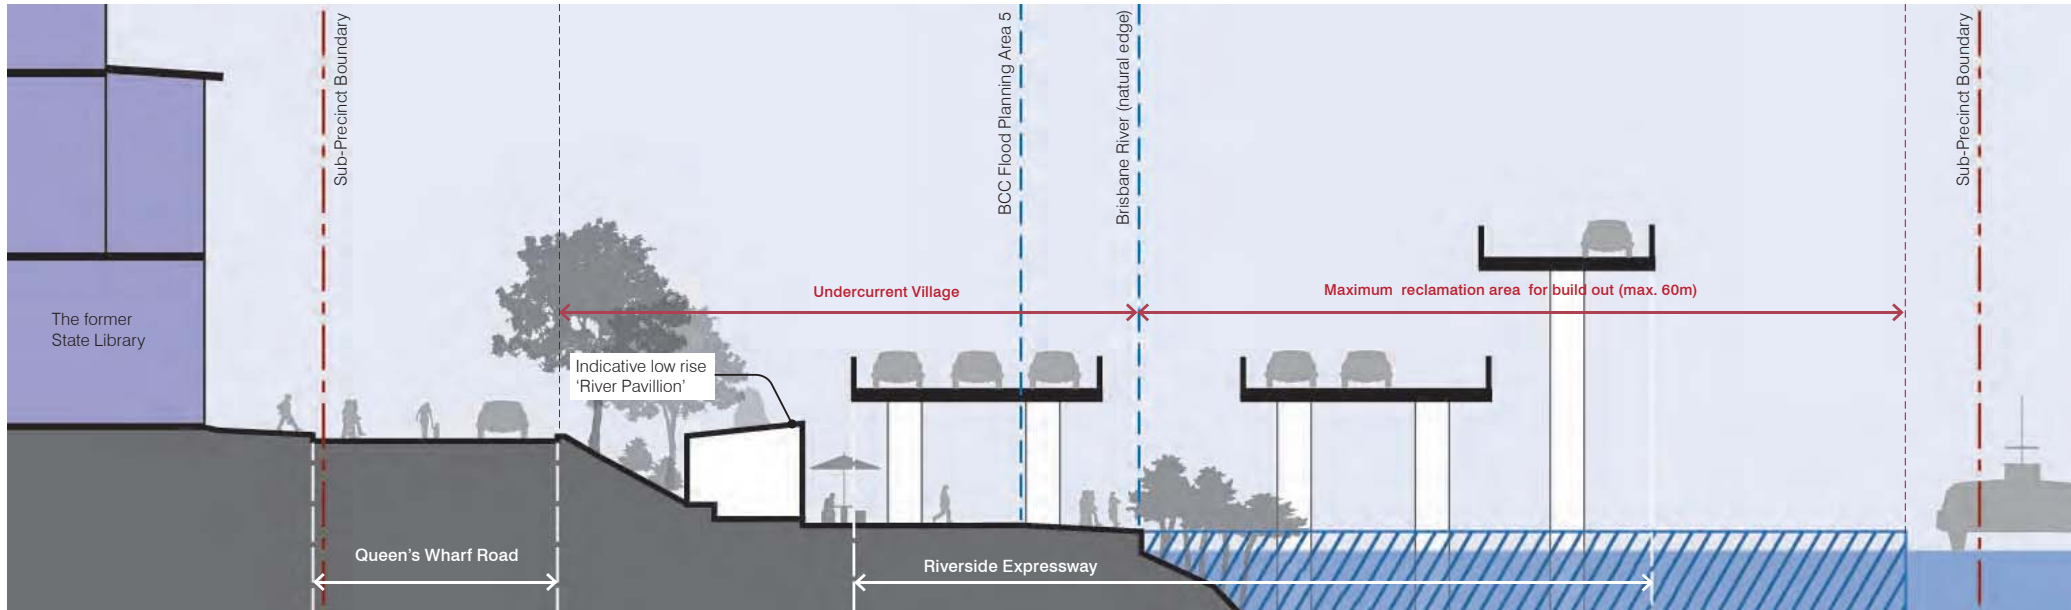 Sub-Precinct Boundary
BCC Flood Planning Area 5
Brisbane River (natural edge)
Sub-Precinct Boundary
Undercurrent Village
Maximum reclamation area for build out (max. 60m)
The former
State Library
Indicative low rise
‘River Pavillion’
Queen’s Wharf Road
Riverside Expressway